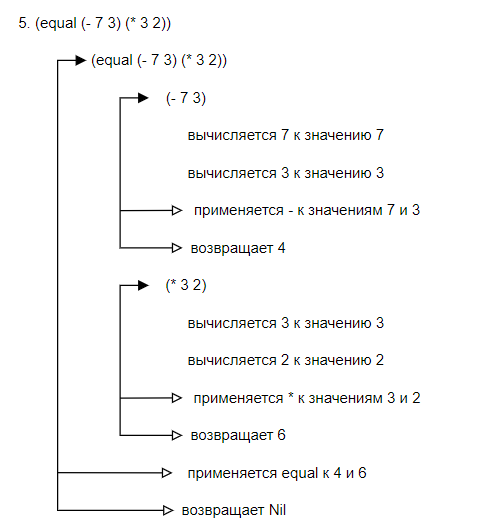 5. (equal (- 7 3) (* 3 2))
(equal (- 7 3) (* 3 2))
(- 7 3)
вычисляется 7 к значению 7
вычисляется 3 к значению 3
применяется - к значениям 7 и 3
возвращает 4
(* 3 2)
вычисляется 3 к значению 3
вычисляется 2 к значению 2
применяется * к значениям 3 и 2
возвращает 6
применяется equal к 4 и 6
возвращает Nil